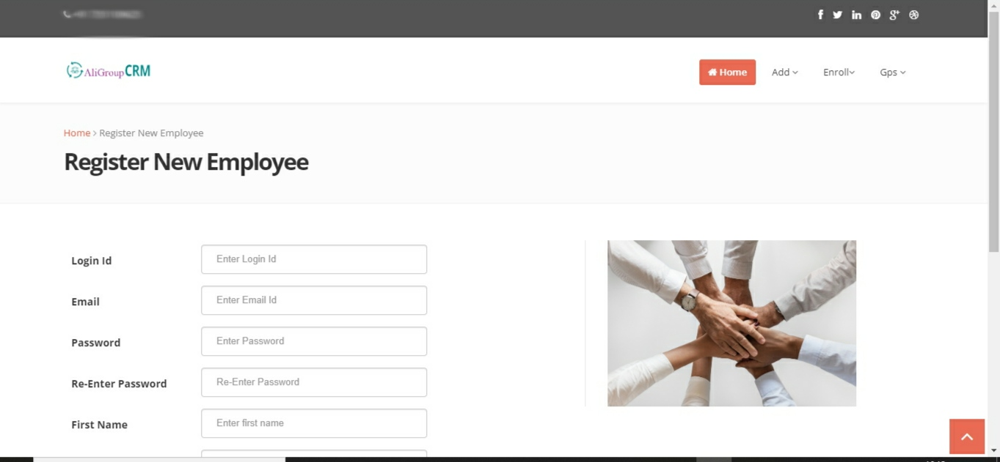 AliGroupCRM
Home Add Enroll Gps
Home > Register New Employee
Register New Employee
Login Id Enter Login Id
Email Enter Email Id
Password Enter Password
Re-Enter Password Re-Enter Password
First Name Enter first name